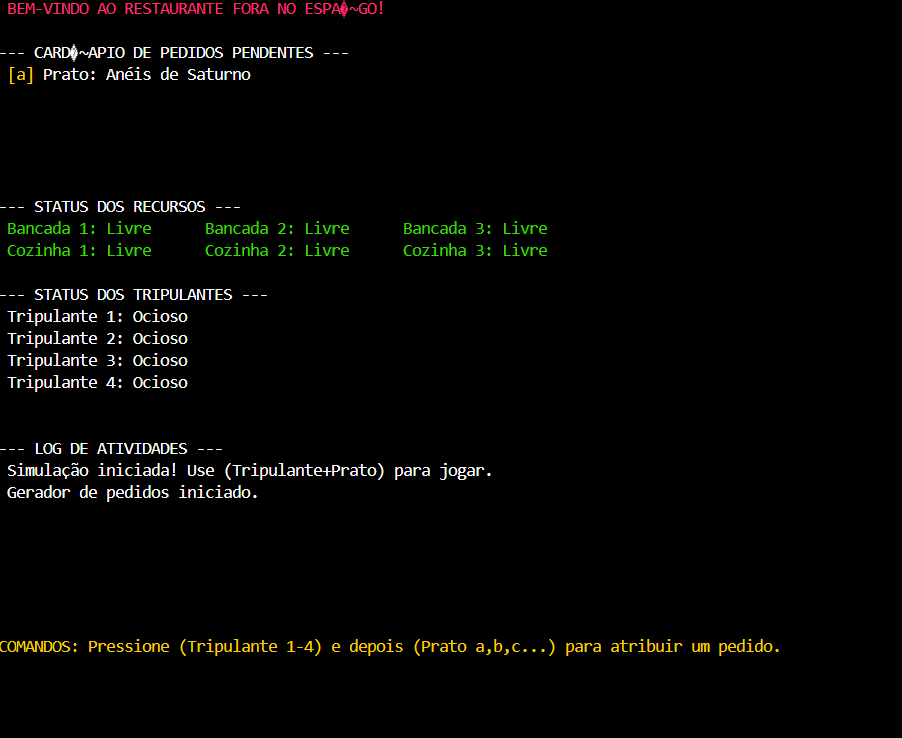 BEM-VINDO AO RESTAURANTE FORA NO ESPA�~GO!
--- CARD�~APIO DE PEDIDOS PENDENTES ---
[a] Prato: Anéis de Saturno
--- STATUS DOS RECURSOS ---
Bancada 1: Livre Bancada 2: Livre Bancada 3: Livre
Cozinha 1: Livre Cozinha 2: Livre Cozinha 3: Livre
--- STATUS DOS TRIPULANTES ---
Tripulante 1: Ocioso
Tripulante 2: Ocioso
Tripulante 3: Ocioso
Tripulante 4: Ocioso
--- LOG DE ATIVIDADES ---
Simulação iniciada! Use (Tripulante+Prato) para jogar.
Gerador de pedidos iniciado.
COMANDOS: Pressione (Tripulante 1-4) e depois (Prato a,b,c...) para atribuir um pedido.